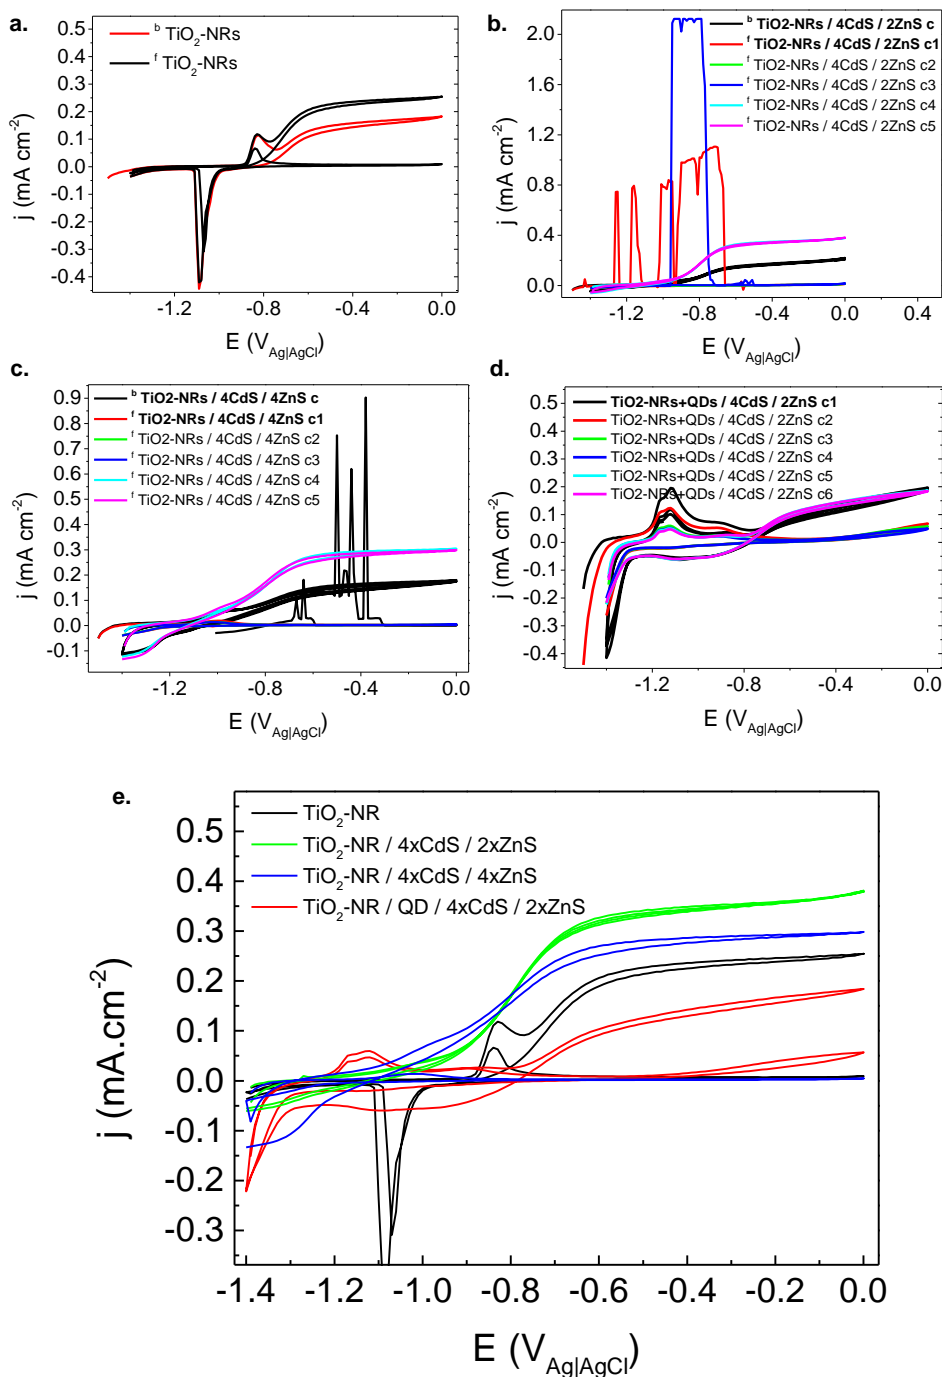 a.
ᵇ TiO₂-NRs
ᶠ TiO₂-NRs
0.5
0.4
0.3
0.2
0.1
0.0
-0.1
-0.2
-0.3
-0.4
j (mA cm⁻²)
-1.2 -0.8 -0.4 0.0
E (V_Ag|AgCl)
b.
ᵇ TiO2-NRs / 4CdS / 2ZnS c
ᶠ TiO2-NRs / 4CdS / 2ZnS c1
ᶠ TiO2-NRs / 4CdS / 2ZnS c2
ᶠ TiO2-NRs / 4CdS / 2ZnS c3
ᶠ TiO2-NRs / 4CdS / 2ZnS c4
ᶠ TiO2-NRs / 4CdS / 2ZnS c5
2.0
1.6
1.2
0.8
0.4
0.0
j (mA cm⁻²)
-1.2 -0.8 -0.4 0.0 0.4
E (V_Ag|AgCl)
c.
ᵇ TiO2-NRs / 4CdS / 4ZnS c
ᶠ TiO2-NRs / 4CdS / 4ZnS c1
ᶠ TiO2-NRs / 4CdS / 4ZnS c2
ᶠ TiO2-NRs / 4CdS / 4ZnS c3
ᶠ TiO2-NRs / 4CdS / 4ZnS c4
ᶠ TiO2-NRs / 4CdS / 4ZnS c5
0.9
0.8
0.6
0.5
0.4
0.3
0.1
0.0
-0.1
j (mA cm⁻²)
-1.2 -0.8 -0.4 0.0
E (V_Ag|AgCl)
d.
TiO2-NRs+QDs / 4CdS / 2ZnS c1
TiO2-NRs+QDs / 4CdS / 2ZnS c2
TiO2-NRs+QDs / 4CdS / 2ZnS c3
TiO2-NRs+QDs / 4CdS / 2ZnS c4
TiO2-NRs+QDs / 4CdS / 2ZnS c5
TiO2-NRs+QDs / 4CdS / 2ZnS c6
0.5
0.4
0.3
0.2
0.1
0.0
-0.1
-0.2
-0.3
-0.4
j (mA cm⁻²)
-1.2 -0.8 -0.4 0.0
E (V_Ag|AgCl)
e.
TiO₂-NR
TiO₂-NR / 4xCdS / 2xZnS
TiO₂-NR / 4xCdS / 4xZnS
TiO₂-NR / QD / 4xCdS / 2xZnS
0.5
0.4
0.3
0.2
0.1
0.0
-0.1
-0.2
-0.3
j (mA.cm⁻²)
-1.4 -1.2 -1.0 -0.8 -0.6 -0.4 -0.2 0.0
E (V_Ag|AgCl)